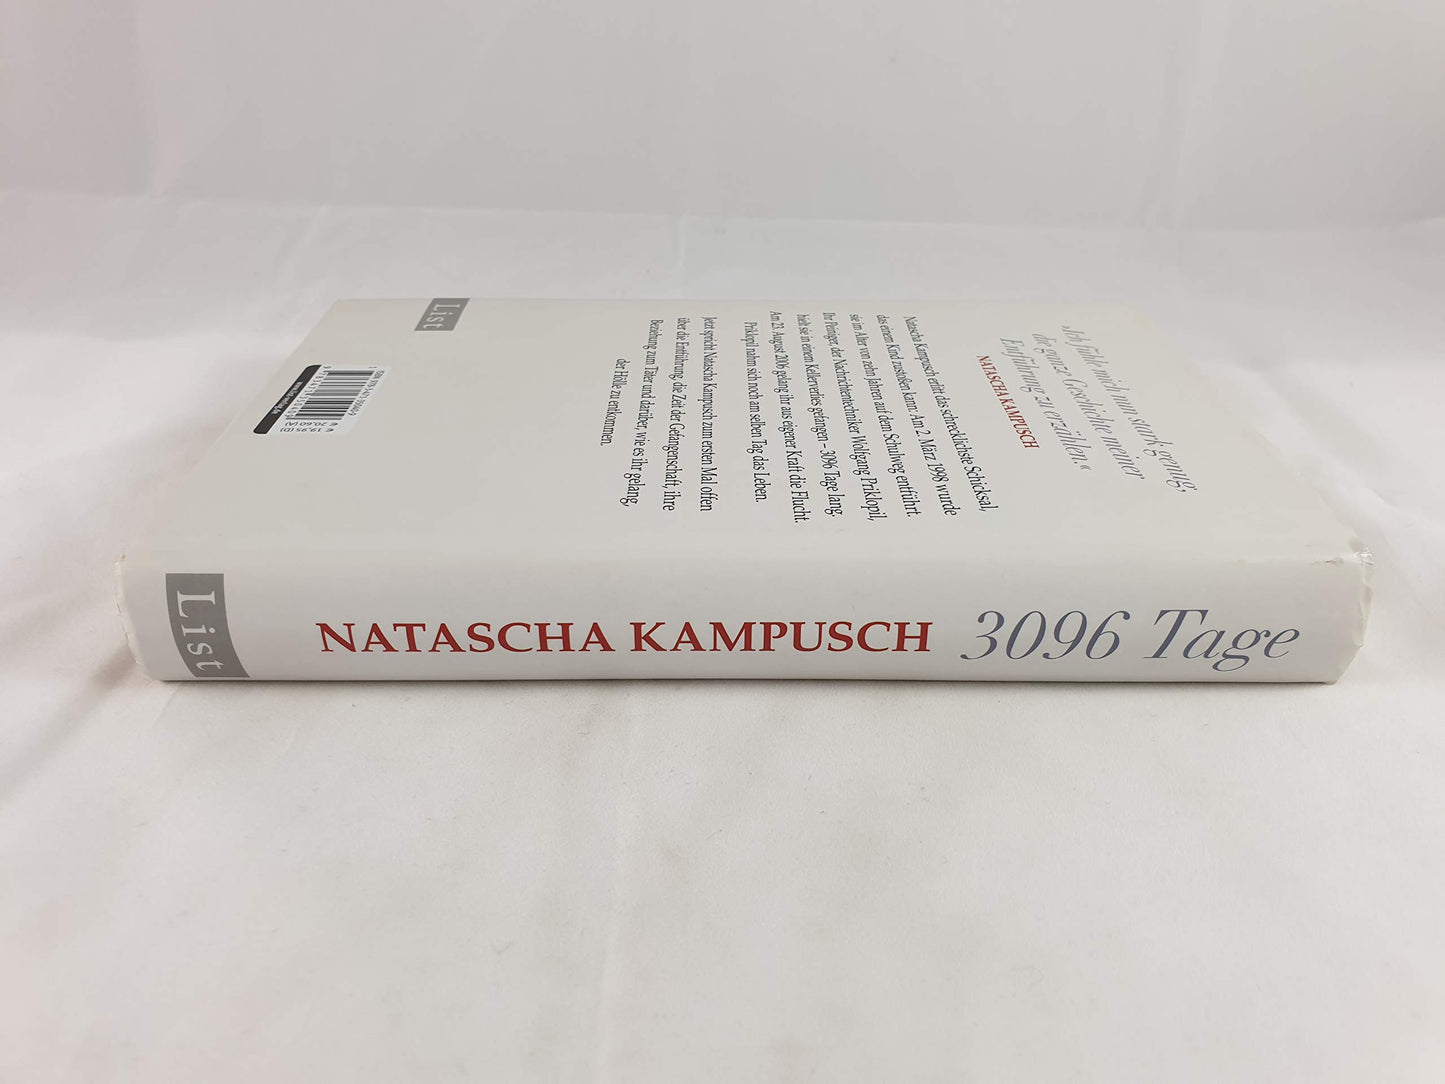 »Ich fühle mich nun stark genug,
die ganze Geschichte meiner
Entführung zu erzählen.«
NATASCHA KAMPUSCH
Natascha Kampusch erlitt das schrecklichste Schicksal,
das einem Kind zustoßen kann: Am 2. März 1998 wurde
sie im Alter von zehn Jahren auf dem Schulweg entführt.
Ihr Peiniger, der Nachrichtentechniker Wolfgang Priklopil,
hielt sie in einem Kellerverlies gefangen – 3096 Tage lang.
Am 23. August 2006 gelang ihr aus eigener Kraft die Flucht.
Priklopil nahm sich noch am selben Tag das Leben.
Jetzt spricht Natascha Kampusch zum ersten Mal offen
über die Entführung, die Zeit der Gefangenschaft, ihre
Beziehung zum Täter und darüber, wie es ihr gelang,
der Hölle zu entkommen.
List
€ 19,95 (D)
€ 20,60 (A)
List
NATASCHA KAMPUSCH 3096 Tage